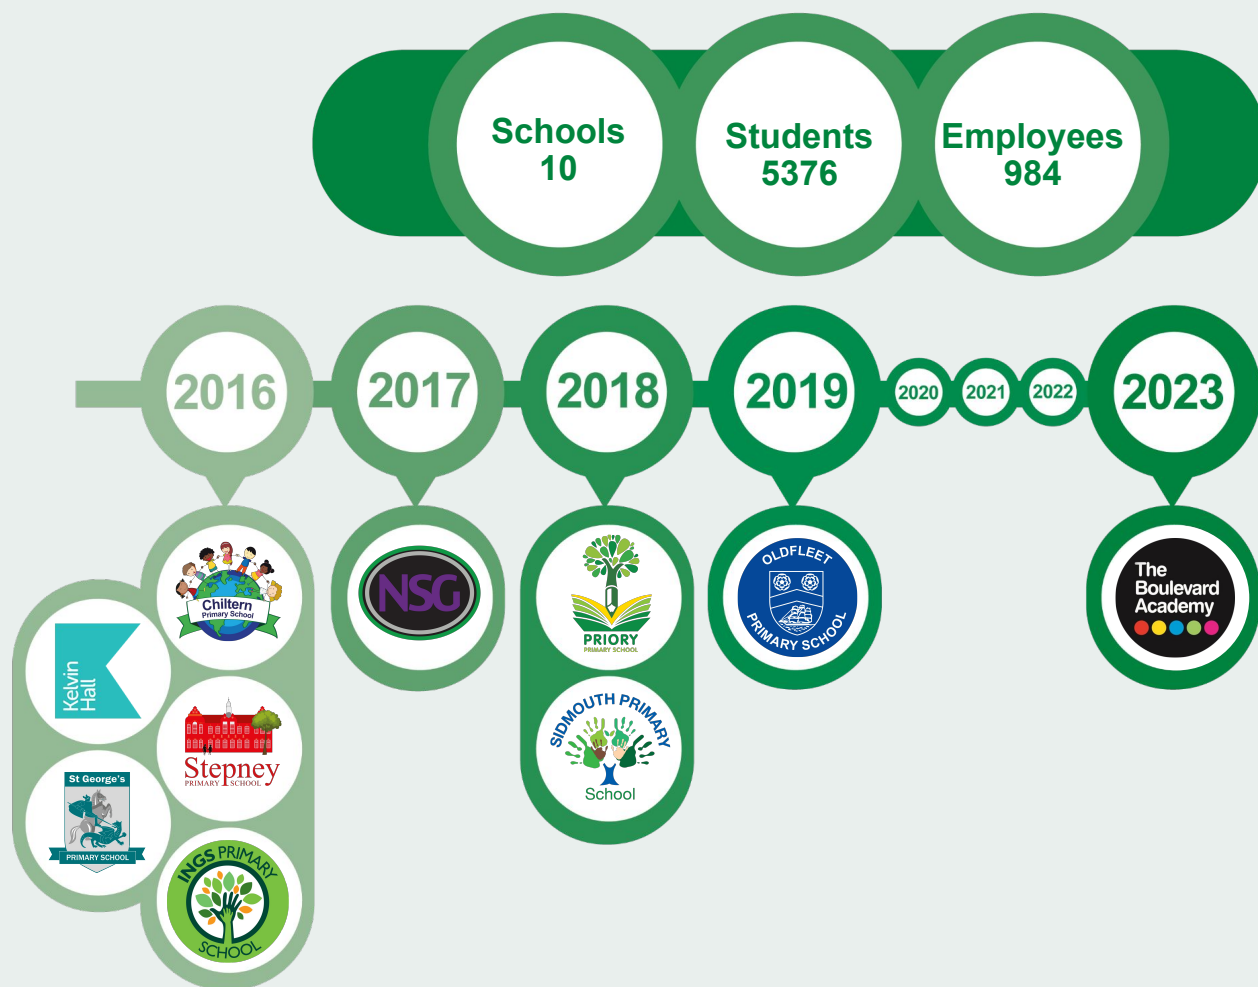 Schools
10
Students
5376
Employees
984
2016
2017
2018
2019
2020
2021
2022
2023
Chiltern
Primary School
Kelvin
Hall
Stepney
PRIMARY SCHOOL
St George's
PRIMARY SCHOOL
INGS PRIMARY
SCHOOL
NSG
PRIORY
PRIMARY SCHOOL
SIDMOUTH PRIMARY
School
OLDFLEET
PRIMARY SCHOOL
The
Boulevard
Academy